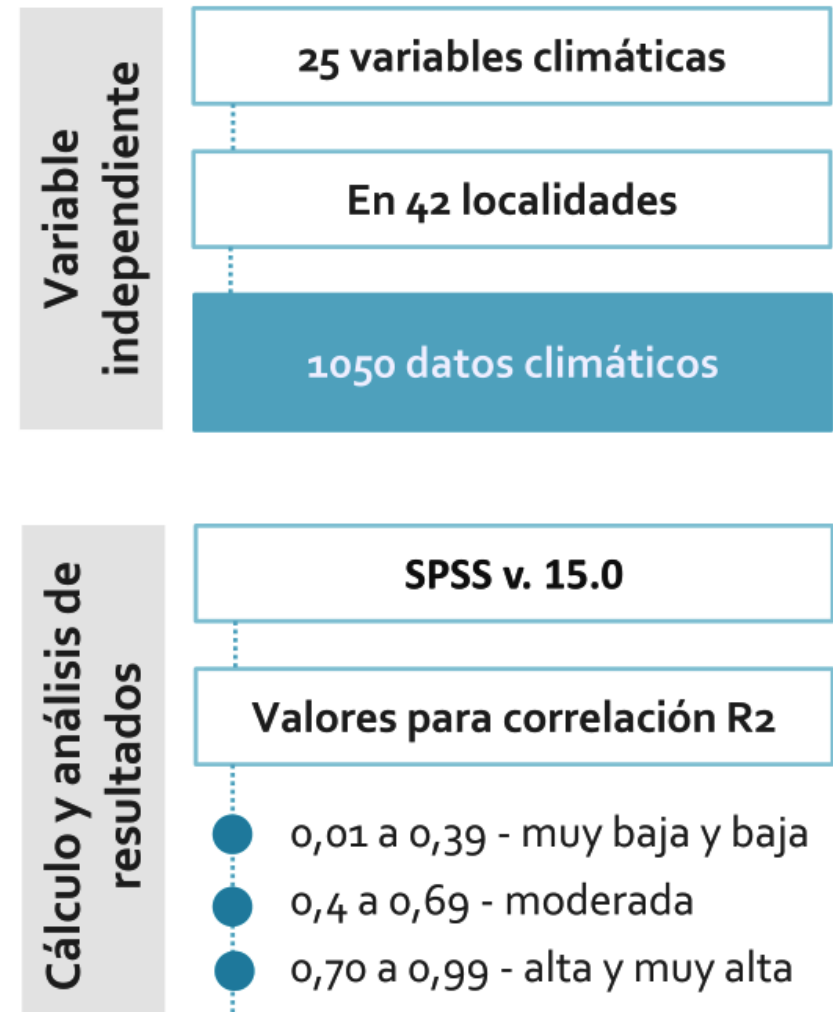 Variable
independiente
25 variables climáticas
En 42 localidades
1050 datos climáticos
Cálculo y análisis de
resultados
SPSS v. 15.0
Valores para correlación R2
0,01 a 0,39 - muy baja y baja
0,4 a 0,69 - moderada
0,70 a 0,99 - alta y muy alta